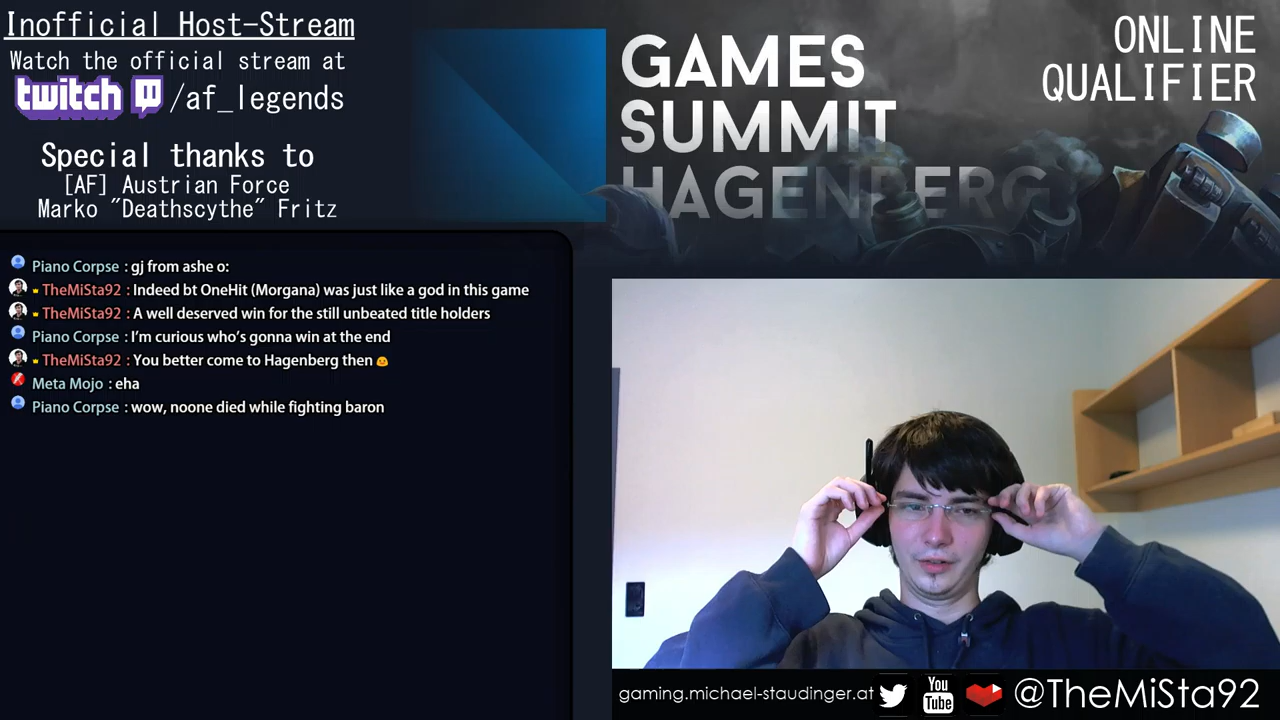 Inofficial Host-Stream
Watch the official stream at
twitch /af_legends
Special thanks to
[AF] Austrian Force
Marko "Deathscythe" Fritz
GAMES
SUMMIT
HAGENBERG
ONLINE
QUALIFIER
Piano Corpse : gj from ashe o:
TheMiSta92 : Indeed bt OneHit (Morgana) was just like a god in this game
TheMiSta92 : A well deserved win for the still unbeated title holders
Piano Corpse : I'm curious who's gonna win at the end
TheMiSta92 : You better come to Hagenberg then
Meta Mojo : eha
Piano Corpse : wow, noone died while fighting baron
gaming.michael-staudinger.at You Tube @TheMiSta92